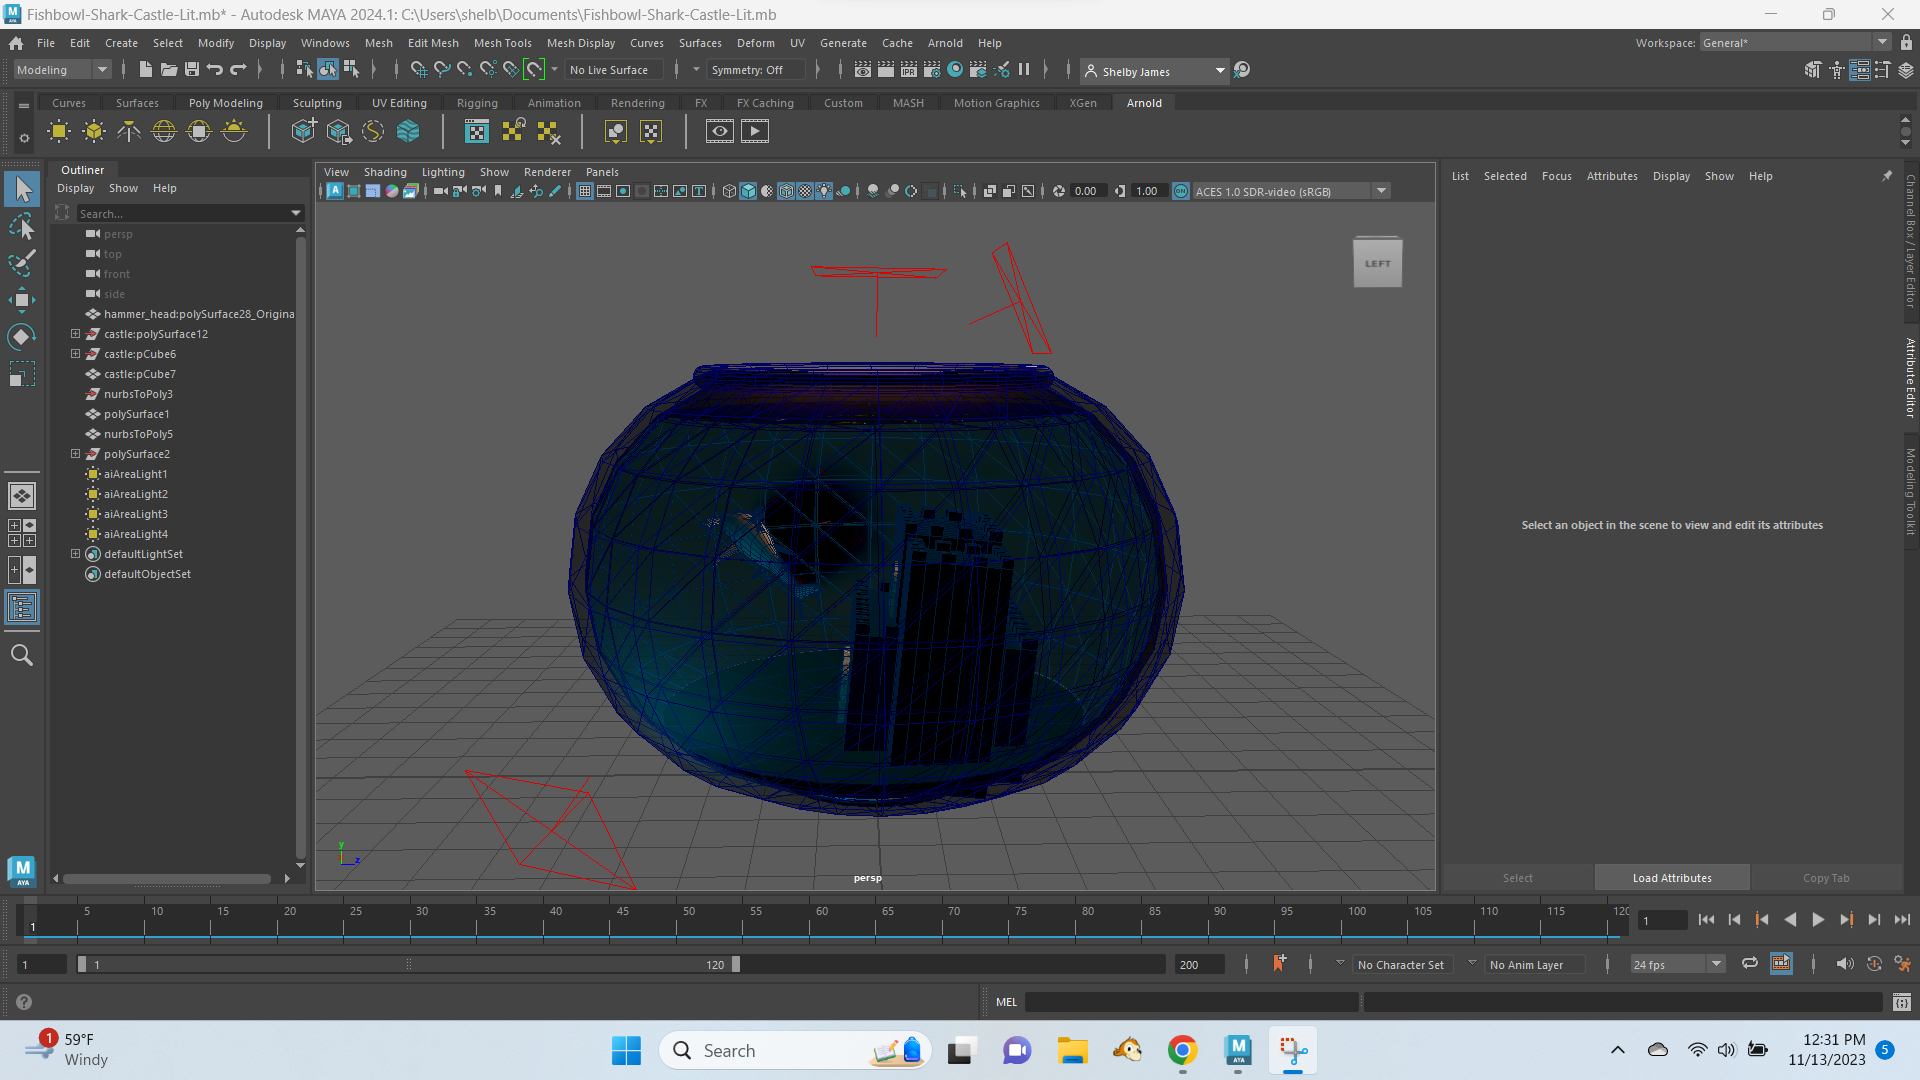 Fishbowl-Shark-Castle-Lit.mb* - Autodesk MAYA 2024.1: C:\Users\shelb\Documents\Fishbowl-Shark-Castle-Lit.mb
File Edit Create Select Modify Display Windows Mesh Edit Mesh Mesh Tools Mesh Display Curves Surfaces Deform UV Generate Cache Arnold Help
Workspace: General*
Modeling
No Live Surface
Symmetry: Off
IPR
Shelby James
Curves Surfaces Poly Modeling Sculpting UV Editing Rigging Animation Rendering FX FX Caching Custom MASH Motion Graphics XGen Arnold
Outliner
Display Show Help
Search...
persp
top
front
side
hammer_head:polySurface28_Origina
castle:polySurface12
castle:pCube6
castle:pCube7
nurbsToPoly3
polySurface1
nurbsToPoly5
polySurface2
aiAreaLight1
aiAreaLight2
aiAreaLight3
aiAreaLight4
defaultLightSet
defaultObjectSet
M
AYA
View Shading Lighting Show Renderer Panels
0.00 1.00 ON ACES 1.0 SDR-video (sRGB)
LEFT
y
z
persp
List Selected Focus Attributes Display Show Help
Select an object in the scene to view and edit its attributes
Select Load Attributes Copy Tab
Channel Box / Layer Editor
Attribute Editor
Modeling Toolkit
5 10 15 20 25 30 35 40 45 50 55 60 65 70 75 80 85 90 95 100 105 110 115 120
1
1
1 1 120 200
No Character Set
No Anim Layer
24 fps
MEL
1
59°F
Windy
Search
M
AYA
12:31 PM
11/13/2023
5